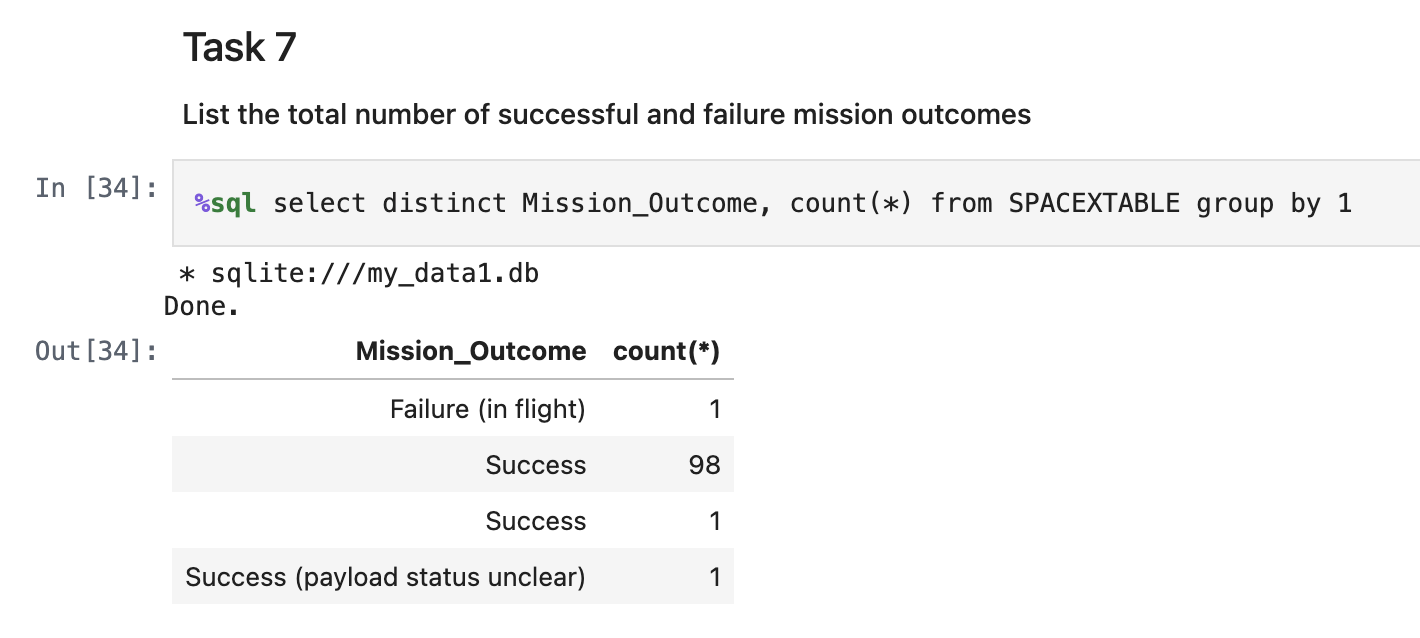 Task 7
List the total number of successful and failure mission outcomes
In [34]: %sql select distinct Mission_Outcome, count(*) from SPACEXTABLE group by 1
* sqlite:///my_data1.db
Done.
Out[34]: Mission_Outcome count(*)
Failure (in flight) 1
Success 98
Success 1
Success (payload status unclear) 1